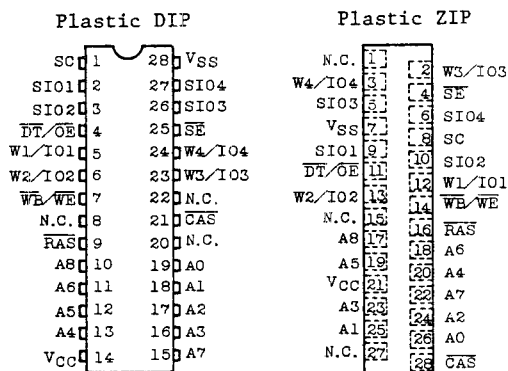 Plastic DIP
SC 1 28 VSS
SIO1 2 27 SIO4
SIO2 3 26 SIO3
DT/OE 4 25 SE
W1/IO1 5 24 W4/IO4
W2/IO2 6 23 W3/IO3
WB/WE 7 22 N.C.
N.C. 8 21 CAS
RAS 9 20 N.C.
A8 10 19 A0
A6 11 18 A1
A5 12 17 A2
A4 13 16 A3
VCC 14 15 A7
Plastic ZIP
N.C. 1
2 W3/IO3
W4/IO4 3
4 SE
SIO3 5
6 SIO4
VSS 7
8 SC
SIO1 9
10 SIO2
DT/OE 11
12 W1/IO1
W2/IO2 13
14 WB/WE
N.C. 15
16 RAS
A8 17
18 A6
A5 19
20 A4
VCC 21
22 A7
A3 23
24 A2
A1 25
26 A0
N.C. 27
28 CAS